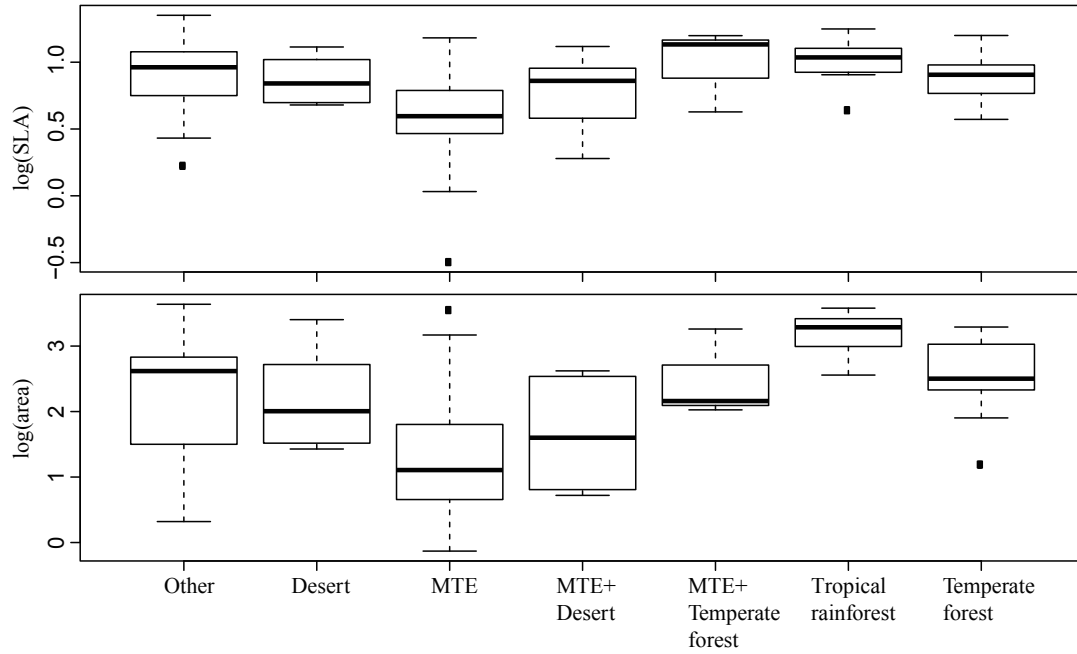 log(SLA)
1.0
0.5
0.0
−0.5
log(area)
3
2
1
0
Other
Desert
MTE
MTE+
Desert
MTE+
Temperate
forest
Tropical
rainforest
Temperate
forest